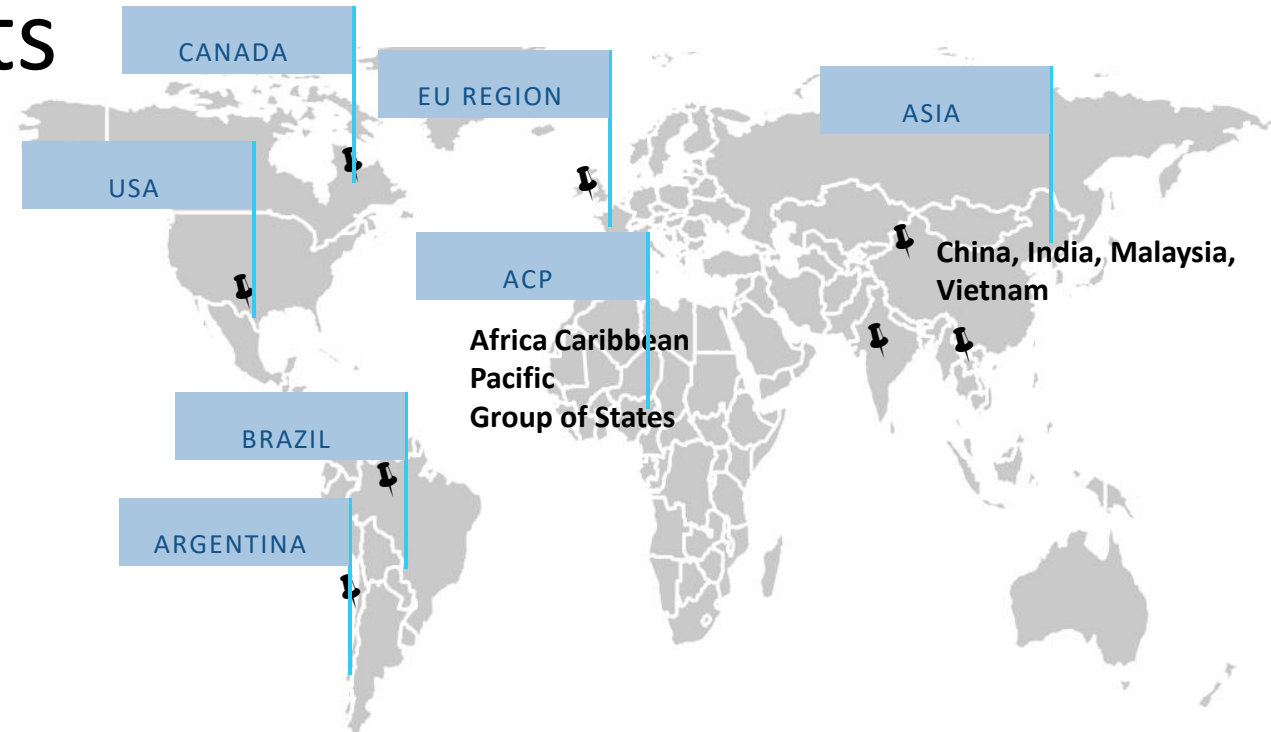 ts
CANADA
EU REGION
ASIA
USA
China, India, Malaysia,
Vietnam
ACP
Africa Caribbean
Pacific
Group of States
BRAZIL
ARGENTINA